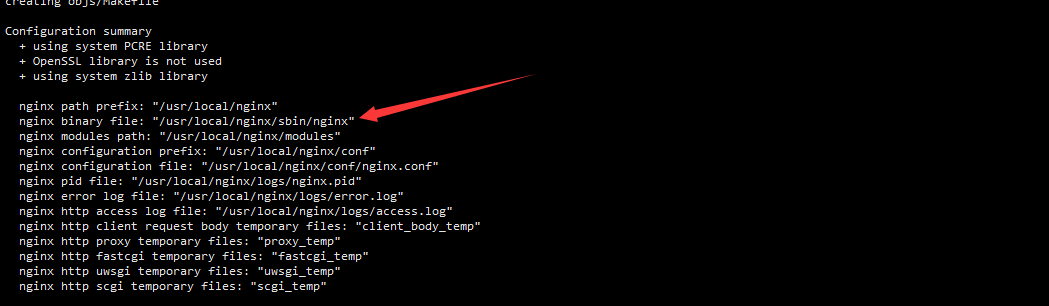 creating objs/Makefile
Configuration summary
+ using system PCRE library
+ OpenSSL library is not used
+ using system zlib library
nginx path prefix: "/usr/local/nginx"
nginx binary file: "/usr/local/nginx/sbin/nginx"
nginx modules path: "/usr/local/nginx/modules"
nginx configuration prefix: "/usr/local/nginx/conf"
nginx configuration file: "/usr/local/nginx/conf/nginx.conf"
nginx pid file: "/usr/local/nginx/logs/nginx.pid"
nginx error log file: "/usr/local/nginx/logs/error.log"
nginx http access log file: "/usr/local/nginx/logs/access.log"
nginx http client request body temporary files: "client_body_temp"
nginx http proxy temporary files: "proxy_temp"
nginx http fastcgi temporary files: "fastcgi_temp"
nginx http uwsgi temporary files: "uwsgi_temp"
nginx http scgi temporary files: "scgi_temp"